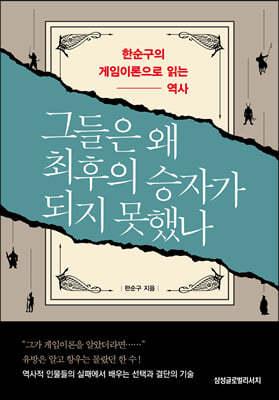 한순구의
게임이론으로 읽는
역사
그들은 왜
최후의 승자가
되지 못했나
한순구 지음
“그가 게임이론을 알았더라면……”
유방은 알고 항우는 몰랐던 한 수!
역사적 인물들의 실패에서 배우는 선택과 결단의 기술
삼성글로벌리서치